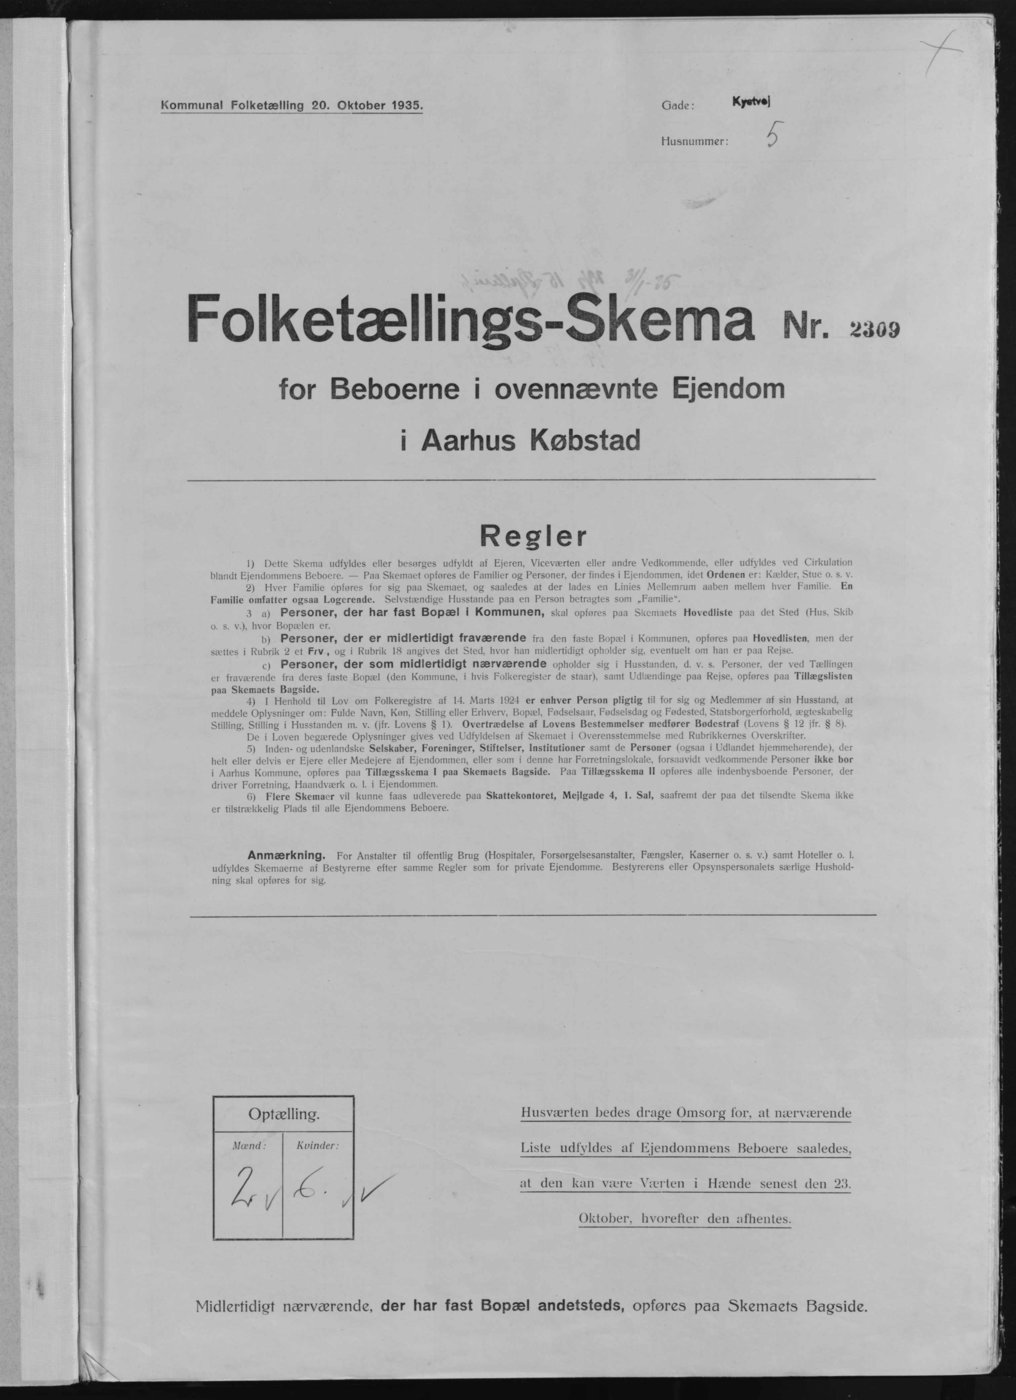 Kommunal Folketælling 20. Oktober 1935.
Gade: Kystvej
Husnummer: 5
Folketællings-Skema Nr. 2309
for Beboerne i ovennævnte Ejendom
i Aarhus Købstad
Regler
1) Dette Skema udfyldes eller besørges udfyldt af Ejeren, Viceværten eller andre Vedkommende, eller udfyldes ved Cirkulation
blandt Ejendommens Beboere. — Paa Skemaet opføres de Familier og Personer, der findes i Ejendommen, idet Ordenen er: Kælder, Stue o. s. v.
2) Hver Familie opføres for sig paa Skemaet, og saaledes at der lades en Linies Mellemrum aaben mellem hver Familie. En
Familie omfatter ogsaa Logerende. Selvstændige Husstande paa en Person betragtes som „Familie“.
3 a) Personer, der har fast Bopæl i Kommunen, skal opføres paa Skemaets Hovedliste paa det Sted (Hus, Skib
o. s. v.), hvor Bopælen er.
b) Personer, der er midlertidigt fraværende fra den faste Bopæl i Kommunen, opføres paa Hovedlisten, men der
sættes i Rubrik 2 et Frv., og i Rubrik 18 angives det Sted, hvor han midlertidigt opholder sig, eventuelt om han er paa Rejse.
c) Personer, der som midlertidigt nærværende opholder sig i Husstanden, d. v. s. Personer, der ved Tællingen
er fraværende fra deres faste Bopæl (den Kommune, i hvis Folkeregister de staar), samt Udlændinge paa Rejse, opføres paa Tillægslisten
paa Skemaets Bagside.
4) I Henhold til Lov om Folkeregistre af 14. Marts 1924 er enhver Person pligtig til for sig og Medlemmer af sin Husstand, at
meddele Oplysninger om: Fulde Navn, Køn, Stilling eller Erhverv, Bopæl, Fødselsaar, Fødselsdag og Fødested, Statsborgerforhold, ægteskabelig
Stilling, Stilling i Husstanden m. v. (jfr. Lovens § 1). Overtrædelse af Lovens Bestemmelser medfører Bødestraf (Lovens § 12 jfr. § 8).
De i Loven begærede Oplysninger gives ved Udfyldelsen af Skemaet i Overensstemmelse med Rubrikkernes Overskrifter.
5) Inden- og udenlandske Selskaber, Foreninger, Stiftelser, Institutioner samt de Personer (ogsaa i Udlandet hjemmehørende), der
helt eller delvis er Ejere eller Medejere af Ejendommen, eller som i denne har Forretningslokale, forsaavidt vedkommende Personer ikke bor
i Aarhus Kommune, opføres paa Tillægsskema I paa Skemaets Bagside. Paa Tillægsskema II opføres alle indenbysboende Personer, der
driver Forretning, Haandværk o. l. i Ejendommen.
6) Flere Skemaer vil kunne faas udleverede paa Skattekontoret, Mejlgade 4, 1. Sal, saafremt der paa det tilsendte Skema ikke
er tilstrækkelig Plads til alle Ejendommens Beboere.
Anmærkning. For Anstalter til offentlig Brug (Hospitaler, Forsørgelsesanstalter, Fængsler, Kaserner o. s. v.) samt Hoteller o. l.
udfyldes Skemaerne af Bestyrerne efter samme Regler som for private Ejendomme. Bestyrerens eller Opsynspersonalets særlige Hushold-
ning skal opføres for sig.
Optælling.
Mænd: Kvinder:
2 6.
Husværten bedes drage Omsorg for, at nærværende
Liste udfyldes af Ejendommens Beboere saaledes,
at den kan være Værten i Hænde senest den 23.
Oktober, hvorefter den afhentes.
Midlertidigt nærværende, der har fast Bopæl andetsteds, opføres paa Skemaets Bagside.